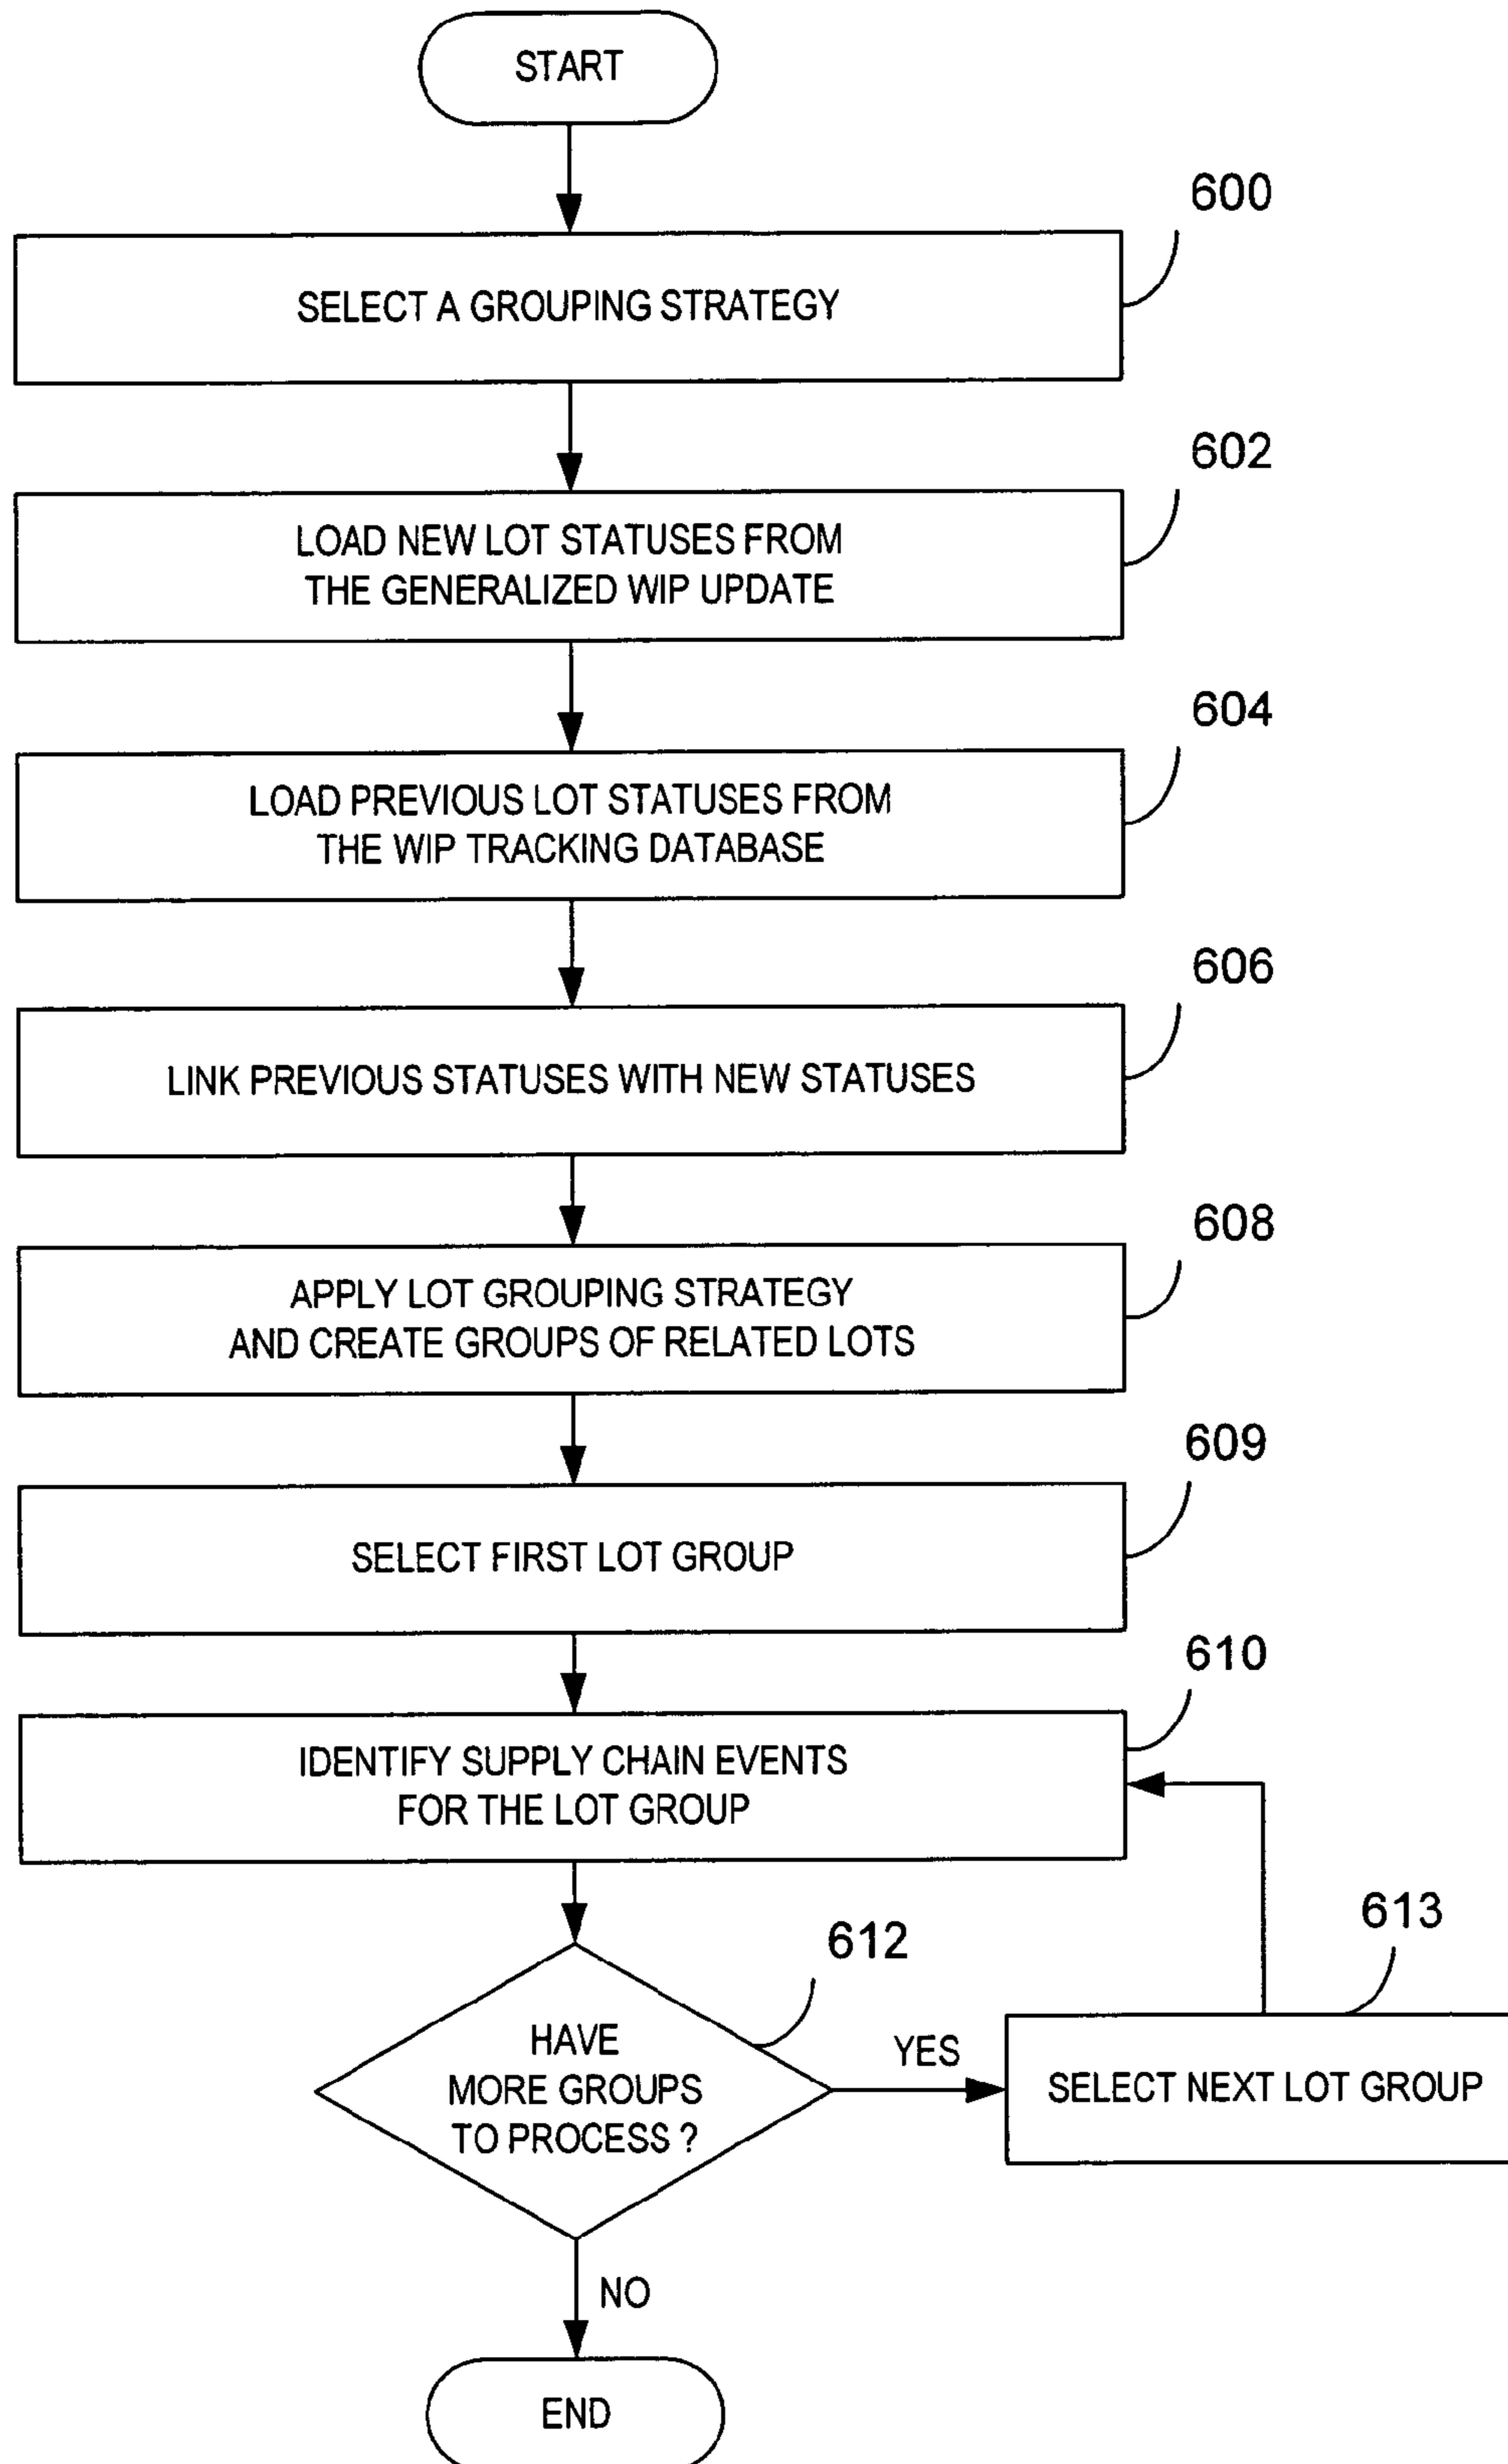 START
600
SELECT A GROUPING STRATEGY
602
LOAD NEW LOT STATUSES FROM
THE GENERALIZED WIP UPDATE
604
LOAD PREVIOUS LOT STATUSES FROM
THE WIP TRACKING DATABASE
606
LINK PREVIOUS STATUSES WITH NEW STATUSES
608
APPLY LOT GROUPING STRATEGY
AND CREATE GROUPS OF RELATED LOTS
609
SELECT FIRST LOT GROUP
610
IDENTIFY SUPPLY CHAIN EVENTS
FOR THE LOT GROUP
612
HAVE
MORE GROUPS
TO PROCESS ?
YES
613
SELECT NEXT LOT GROUP
NO
END